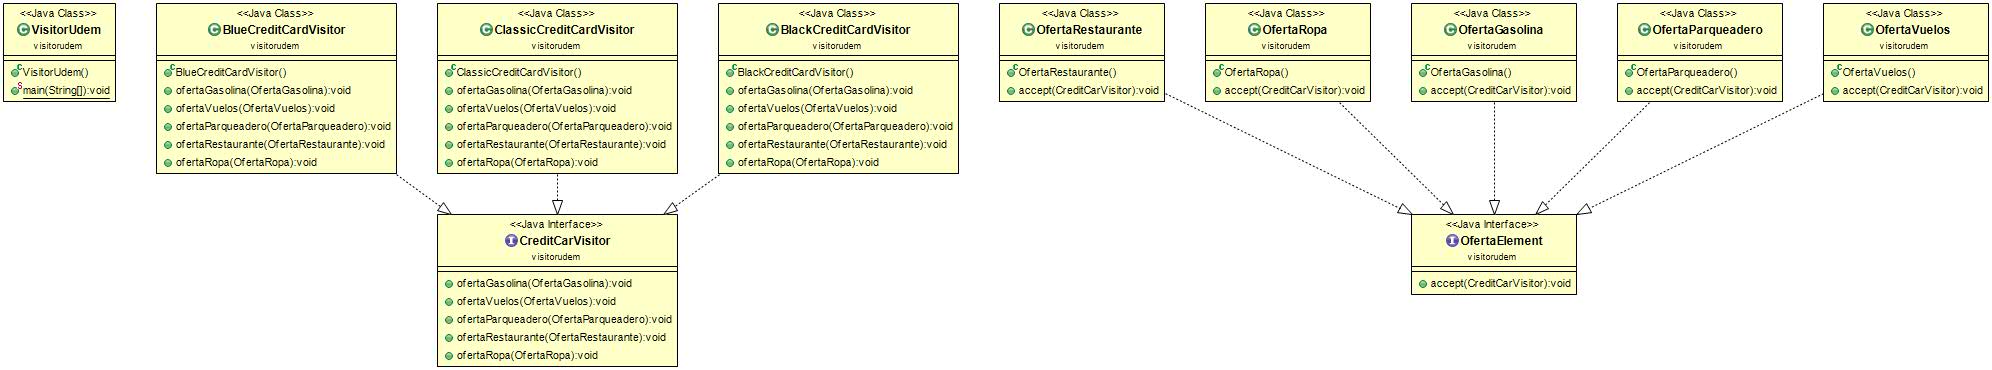 <<Java Class>>
VisitorUdem
visitorudem
VisitorUdem()
main(String[]):void
<<Java Class>>
BlueCreditCardVisitor
visitorudem
BlueCreditCardVisitor()
ofertaGasolina(OfertaGasolina):void
ofertaVuelos(OfertaVuelos):void
ofertaParqueadero(OfertaParqueadero):void
ofertaRestaurante(OfertaRestaurante):void
ofertaRopa(OfertaRopa):void
<<Java Class>>
ClassicCreditCardVisitor
visitorudem
ClassicCreditCardVisitor()
ofertaGasolina(OfertaGasolina):void
ofertaVuelos(OfertaVuelos):void
ofertaParqueadero(OfertaParqueadero):void
ofertaRestaurante(OfertaRestaurante):void
ofertaRopa(OfertaRopa):void
<<Java Class>>
BlackCreditCardVisitor
visitorudem
BlackCreditCardVisitor()
ofertaGasolina(OfertaGasolina):void
ofertaVuelos(OfertaVuelos):void
ofertaParqueadero(OfertaParqueadero):void
ofertaRestaurante(OfertaRestaurante):void
ofertaRopa(OfertaRopa):void
<<Java Class>>
OfertaRestaurante
visitorudem
OfertaRestaurante()
accept(CreditCarVisitor):void
<<Java Class>>
OfertaRopa
visitorudem
OfertaRopa()
accept(CreditCarVisitor):void
<<Java Class>>
OfertaGasolina
visitorudem
OfertaGasolina()
accept(CreditCarVisitor):void
<<Java Class>>
OfertaParqueadero
visitorudem
OfertaParqueadero()
accept(CreditCarVisitor):void
<<Java Class>>
OfertaVuelos
visitorudem
OfertaVuelos()
accept(CreditCarVisitor):void
<<Java Interface>>
CreditCarVisitor
visitorudem
ofertaGasolina(OfertaGasolina):void
ofertaVuelos(OfertaVuelos):void
ofertaParqueadero(OfertaParqueadero):void
ofertaRestaurante(OfertaRestaurante):void
ofertaRopa(OfertaRopa):void
<<Java Interface>>
OfertaElement
visitorudem
accept(CreditCarVisitor):void